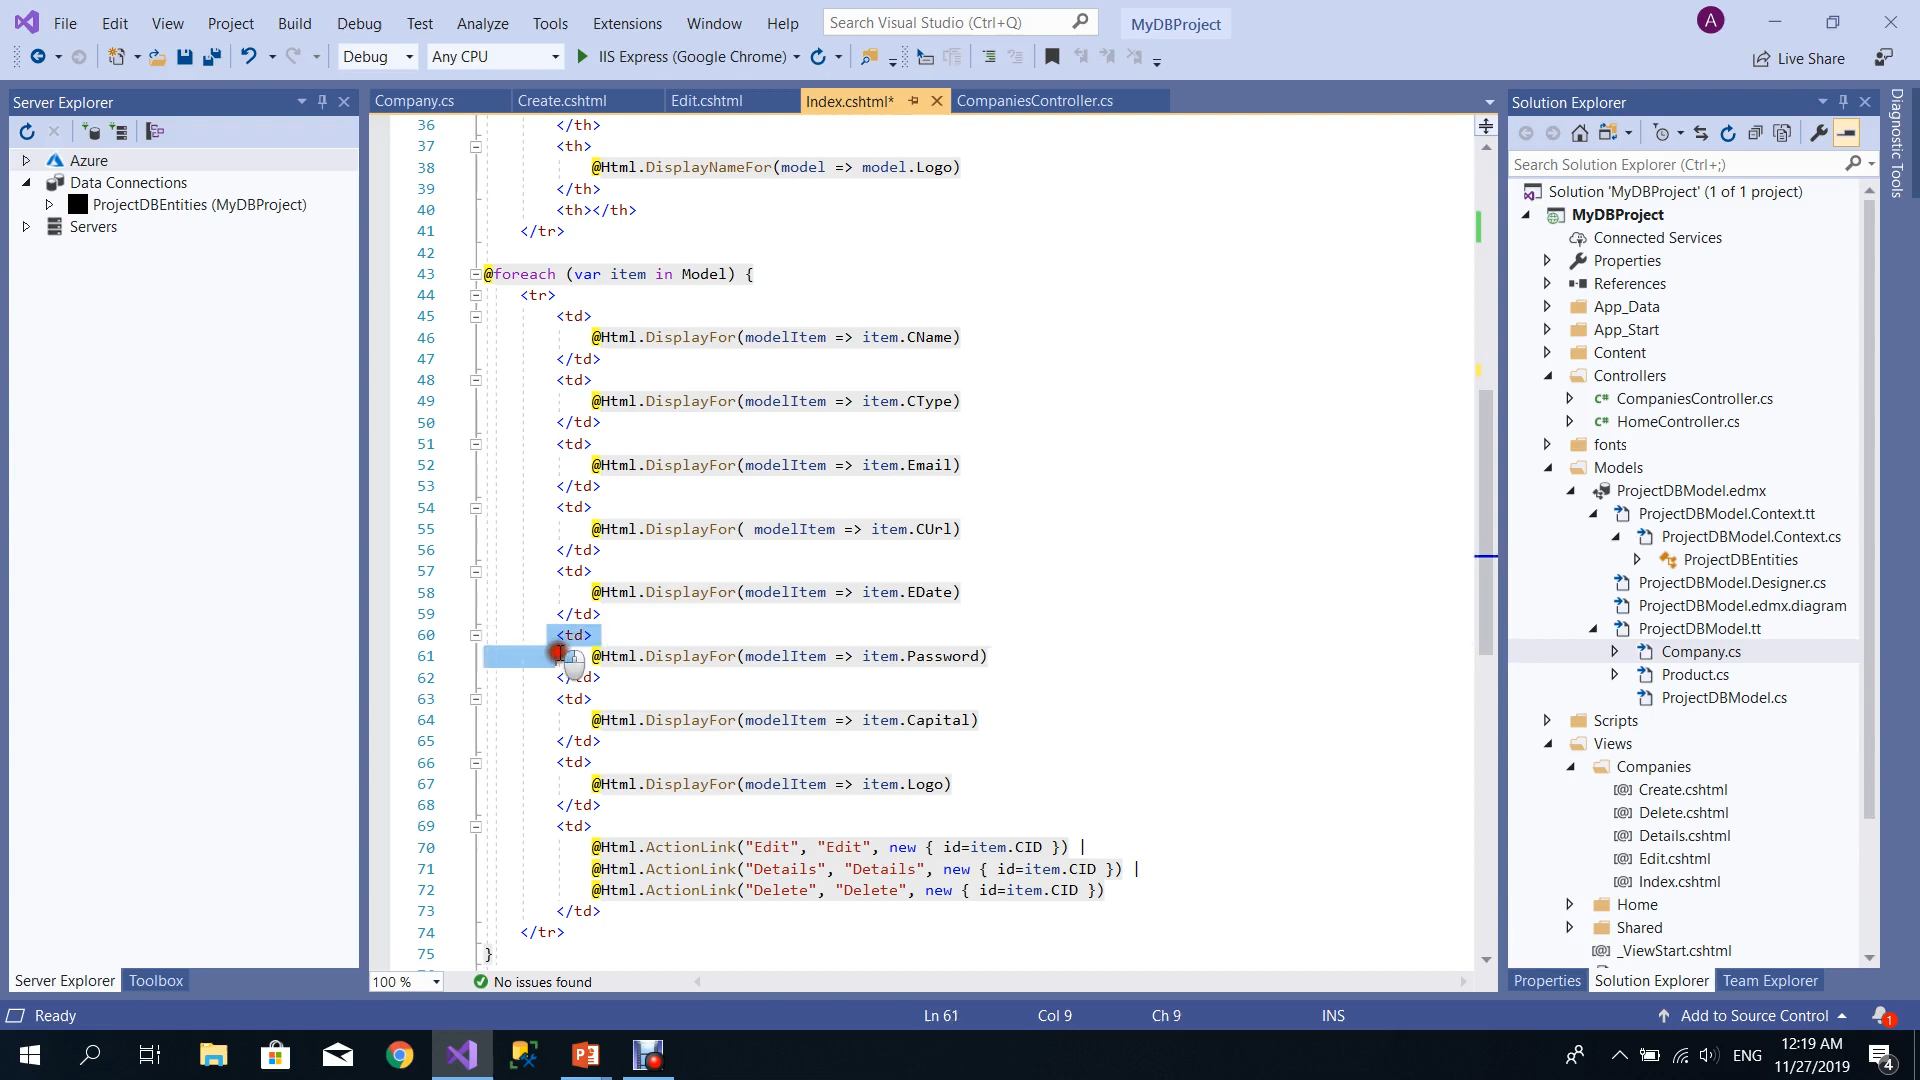 File Edit View Project Build Debug Test Analyze Tools Extensions Window Help Search Visual Studio (Ctrl+Q) MyDBProject A
Debug Any CPU IIS Express (Google Chrome) Live Share
Server Explorer
Azure
Data Connections
ProjectDBEntities (MyDBProject)
Servers
Company.cs Create.cshtml Edit.cshtml Index.cshtml* CompaniesController.cs
36 </th>
37 <th>
38 @Html.DisplayNameFor(model => model.Logo)
39 </th>
40 <th></th>
41 </tr>
42
43 @foreach (var item in Model) {
44 <tr>
45 <td>
46 @Html.DisplayFor(modelItem => item.CName)
47 </td>
48 <td>
49 @Html.DisplayFor(modelItem => item.CType)
50 </td>
51 <td>
52 @Html.DisplayFor(modelItem => item.Email)
53 </td>
54 <td>
55 @Html.DisplayFor( modelItem => item.CUrl)
56 </td>
57 <td>
58 @Html.DisplayFor(modelItem => item.EDate)
59 </td>
60 <td>
61 @Html.DisplayFor(modelItem => item.Password)
62 </td>
63 <td>
64 @Html.DisplayFor(modelItem => item.Capital)
65 </td>
66 <td>
67 @Html.DisplayFor(modelItem => item.Logo)
68 </td>
69 <td>
70 @Html.ActionLink("Edit", "Edit", new { id=item.CID }) |
71 @Html.ActionLink("Details", "Details", new { id=item.CID }) |
72 @Html.ActionLink("Delete", "Delete", new { id=item.CID })
73 </td>
74 </tr>
75 }
Solution Explorer
Search Solution Explorer (Ctrl+;)
Solution 'MyDBProject' (1 of 1 project)
MyDBProject
Connected Services
Properties
References
App_Data
App_Start
Content
Controllers
C# CompaniesController.cs
C# HomeController.cs
fonts
Models
ProjectDBModel.edmx
ProjectDBModel.Context.tt
ProjectDBModel.Context.cs
ProjectDBEntities
ProjectDBModel.Designer.cs
ProjectDBModel.edmx.diagram
ProjectDBModel.tt
Company.cs
Product.cs
ProjectDBModel.cs
Scripts
Views
Companies
[@] Create.cshtml
[@] Delete.cshtml
[@] Details.cshtml
[@] Edit.cshtml
[@] Index.cshtml
Home
Shared
[@] _ViewStart.cshtml
Diagnostic Tools
Server Explorer Toolbox
100 % No issues found
Properties Solution Explorer Team Explorer
Ready Ln 61 Col 9 Ch 9 INS Add to Source Control 1
ENG 12:19 AM
11/27/2019 4